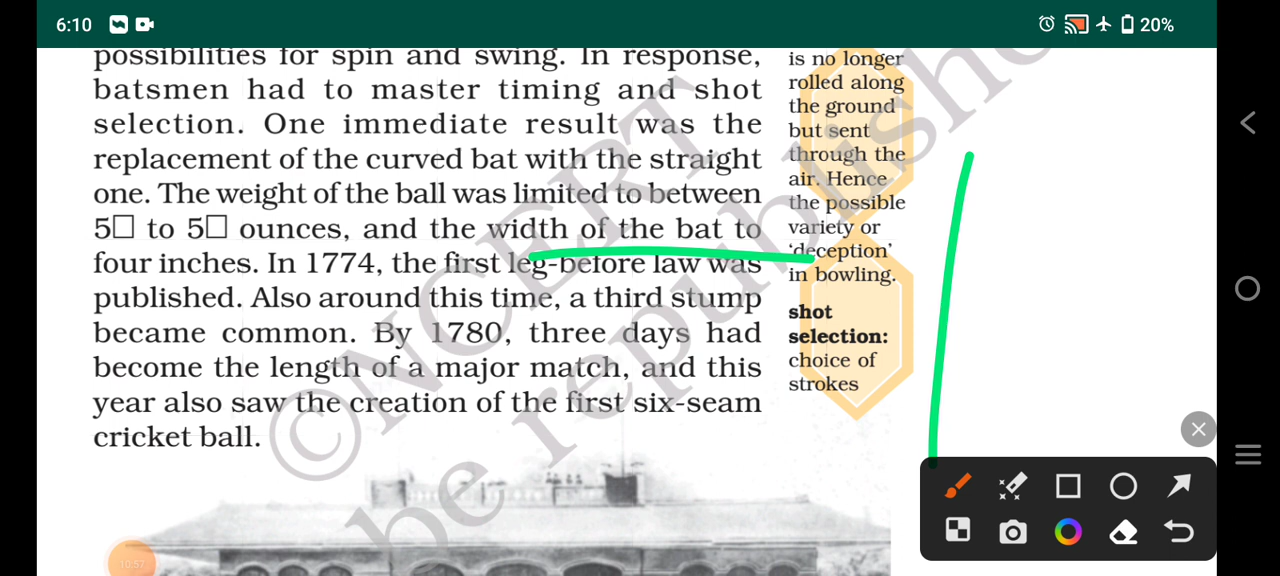 6:10
20%
possibilities for spin and swing. In response,
batsmen had to master timing and shot
selection. One immediate result was the
replacement of the curved bat with the straight
one. The weight of the ball was limited to between
5□ to 5□ ounces, and the width of the bat to
four inches. In 1774, the first leg-before law was
published. Also around this time, a third stump
became common. By 1780, three days had
become the length of a major match, and this
year also saw the creation of the first six-seam
cricket ball.
is no longer
rolled along
the ground
but sent
through the
air. Hence
the possible
variety or
‘deception’
in bowling.
shot
selection:
choice of
strokes
©NCERT
be republishe
10:57